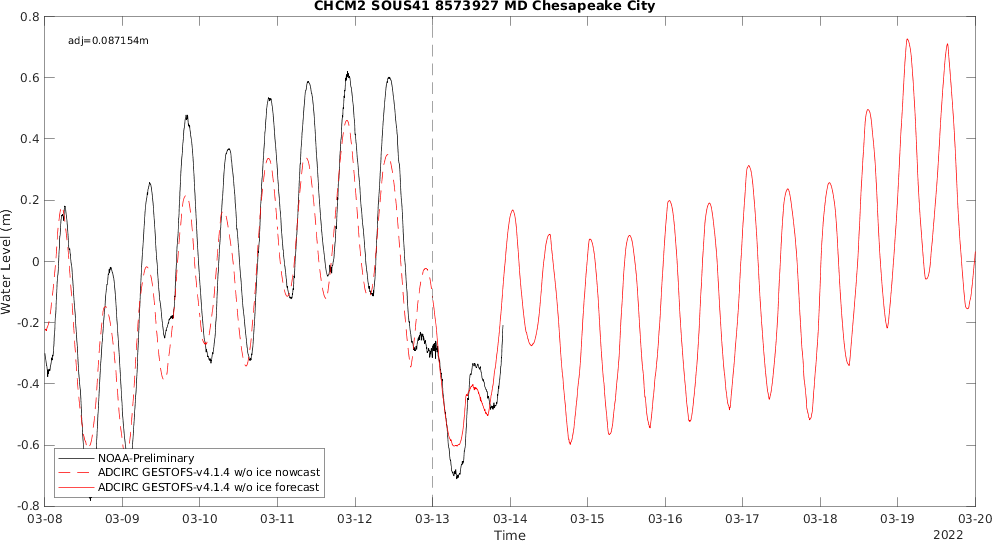 CHCM2 SOUS41 8573927 MD Chesapeake City
adj=0.087154m
0.8
0.6
0.4
0.2
0
-0.2
-0.4
-0.6
-0.8
Water Level (m)
NOAA-Preliminary
ADCIRC GESTOFS-v4.1.4 w/o ice nowcast
ADCIRC GESTOFS-v4.1.4 w/o ice forecast
03-08 03-09 03-10 03-11 03-12 03-13 03-14 03-15 03-16 03-17 03-18 03-19 03-20
Time
2022